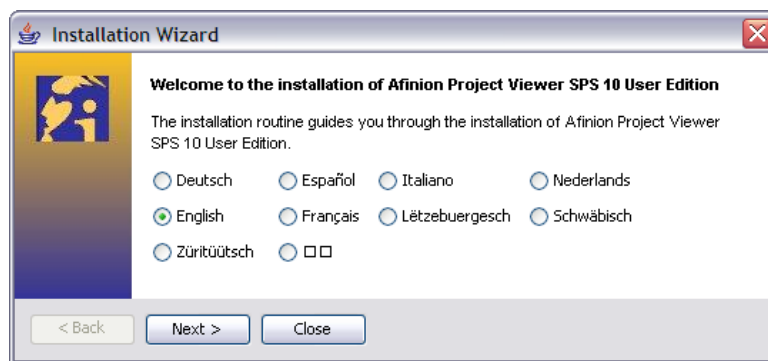 Installation Wizard
Welcome to the installation of Afinion Project Viewer SPS 10 User Edition
The installation routine guides you through the installation of Afinion Project Viewer
SPS 10 User Edition.
Deutsch Español Italiano Nederlands
English Français Lëtzebuergesch Schwäbisch
Züritüütsch □□
< Back Next > Close